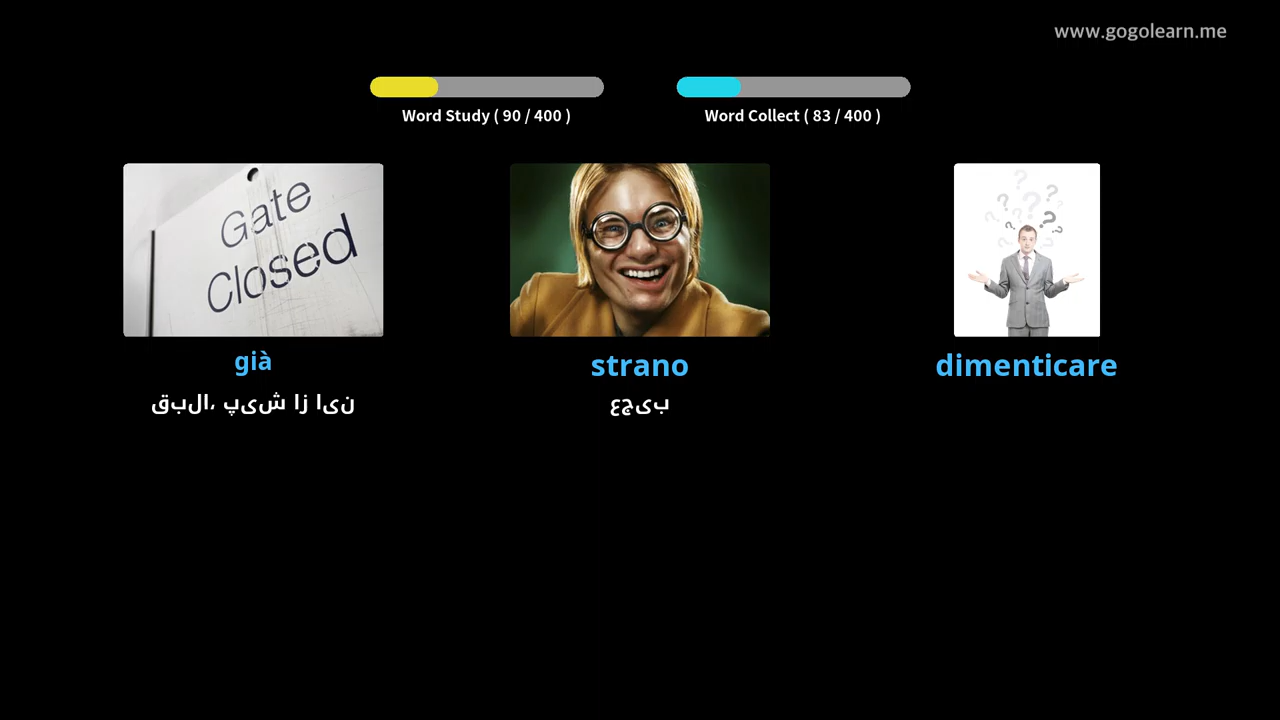 www.gogolearn.me
Word Study ( 90 / 400 )
Word Collect ( 83 / 400 )
Gate
Closed
già
strano
dimenticare
قبلا، پیش از این
عجیب